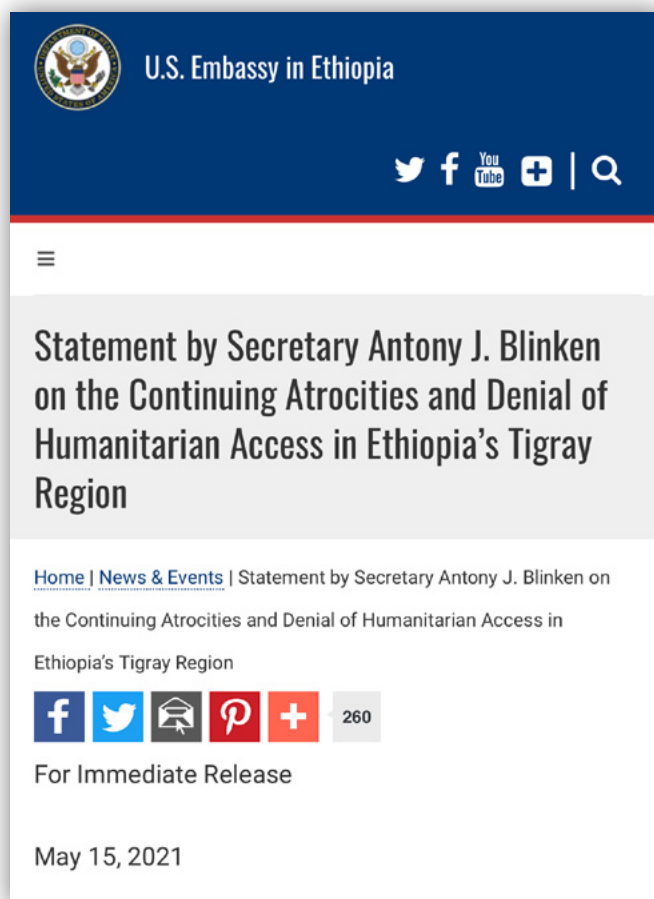 U.S. Embassy in Ethiopia
You
Tube
Statement by Secretary Antony J. Blinken
on the Continuing Atrocities and Denial of
Humanitarian Access in Ethiopia’s Tigray
Region
Home | News & Events | Statement by Secretary Antony J. Blinken on
the Continuing Atrocities and Denial of Humanitarian Access in
Ethiopia’s Tigray Region
260
For Immediate Release
May 15, 2021